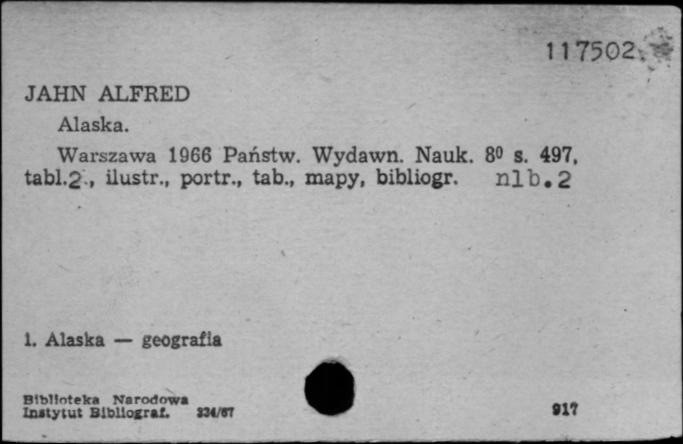 117502
JAHN ALFRED
Alaska.
Warszawa 1966 Państw. Wydawn. Nauk. 8⁰ s. 497,
tabl.2., ilustr., portr., tab., mapy, bibliogr. nlb.2
1. Alaska — geografia
Biblioteka Narodowa
Instytut Bibliograf. 334/67
917